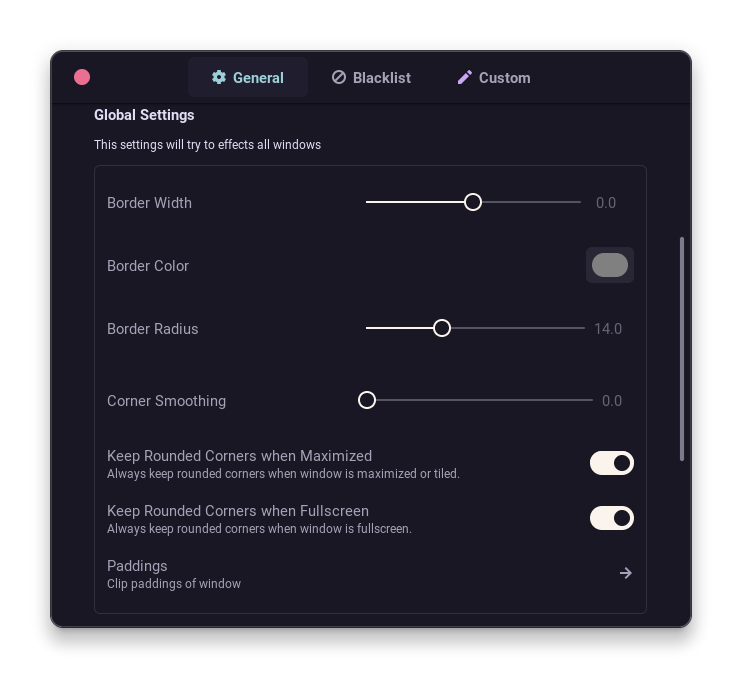 General
Blacklist
Custom
Global Settings
This settings will try to effects all windows
Border Width
0.0
Border Color
Border Radius
14.0
Corner Smoothing
0.0
Keep Rounded Corners when Maximized
Always keep rounded corners when window is maximized or tiled.
Keep Rounded Corners when Fullscreen
Always keep rounded corners when window is fullscreen.
Paddings
Clip paddings of window